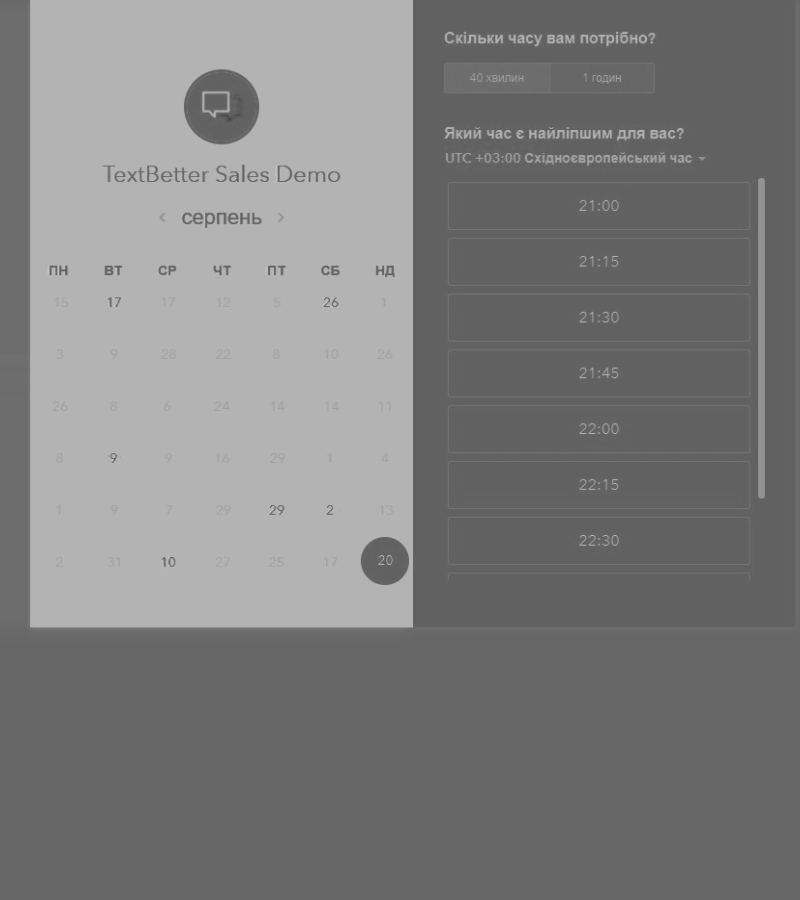 TextBetter Sales Demo
серпень
ПН ВТ СР ЧТ ПТ СБ НД
15 17 17 12 5 26 1
3 9 28 22 8 10 26
26 8 6 24 14 14 11
8 9 9 16 29 1 4
1 9 7 29 29 2 13
2 31 10 27 25 17 20
Скільки часу вам потрібно?
40 хвилин 1 годин
Який час є найліпшим для вас?
UTC +03:00 Східноєвропейський час
21:00
21:15
21:30
21:45
22:00
22:15
22:30